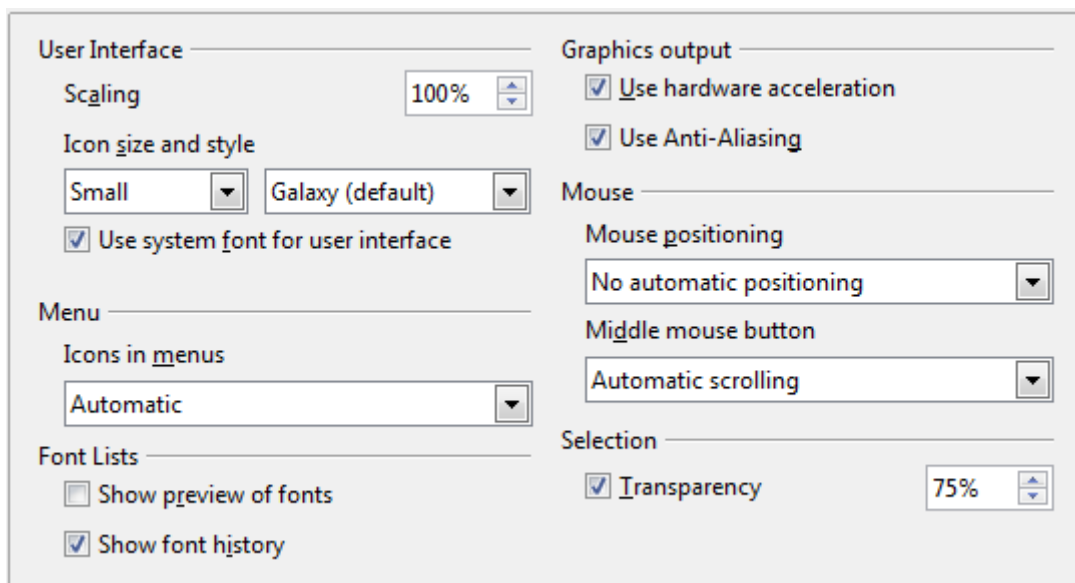 User Interface
Scaling 100%
Icon size and style
Small Galaxy (default)
Use system font for user interface
Menu
Icons in menus
Automatic
Font Lists
Show preview of fonts
Show font history
Graphics output
Use hardware acceleration
Use Anti-Aliasing
Mouse
Mouse positioning
No automatic positioning
Middle mouse button
Automatic scrolling
Selection
Transparency 75%